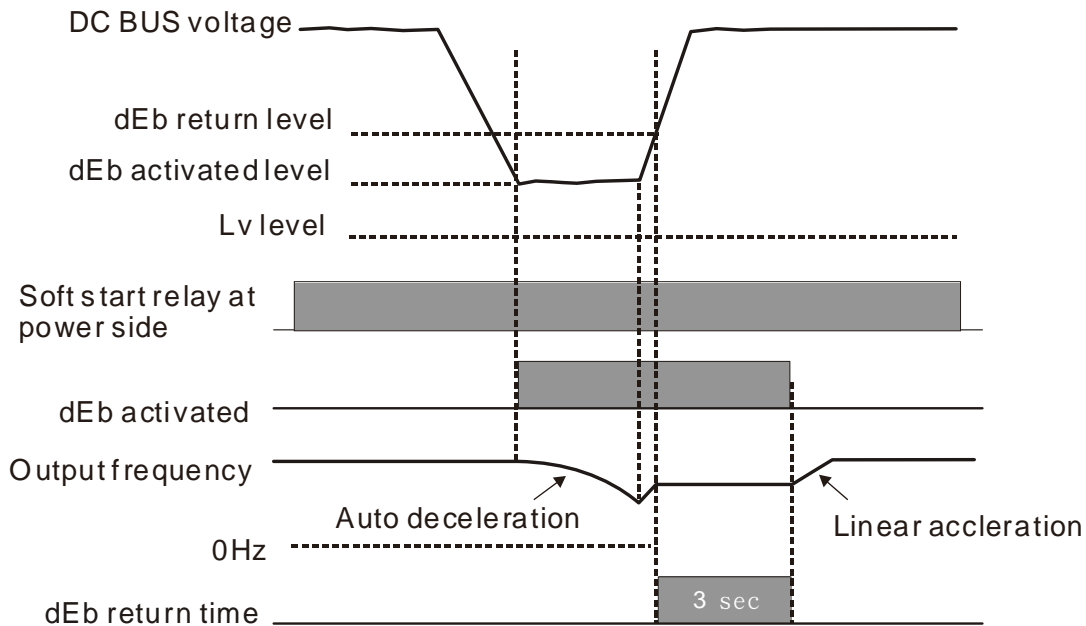 DC BUS voltage
dEb return level
dEb activated level
Lv level
Soft start relay at
power side
dEb activated
Output frequency
Auto deceleration
Linear accleration
0Hz
dEb return time
3 sec